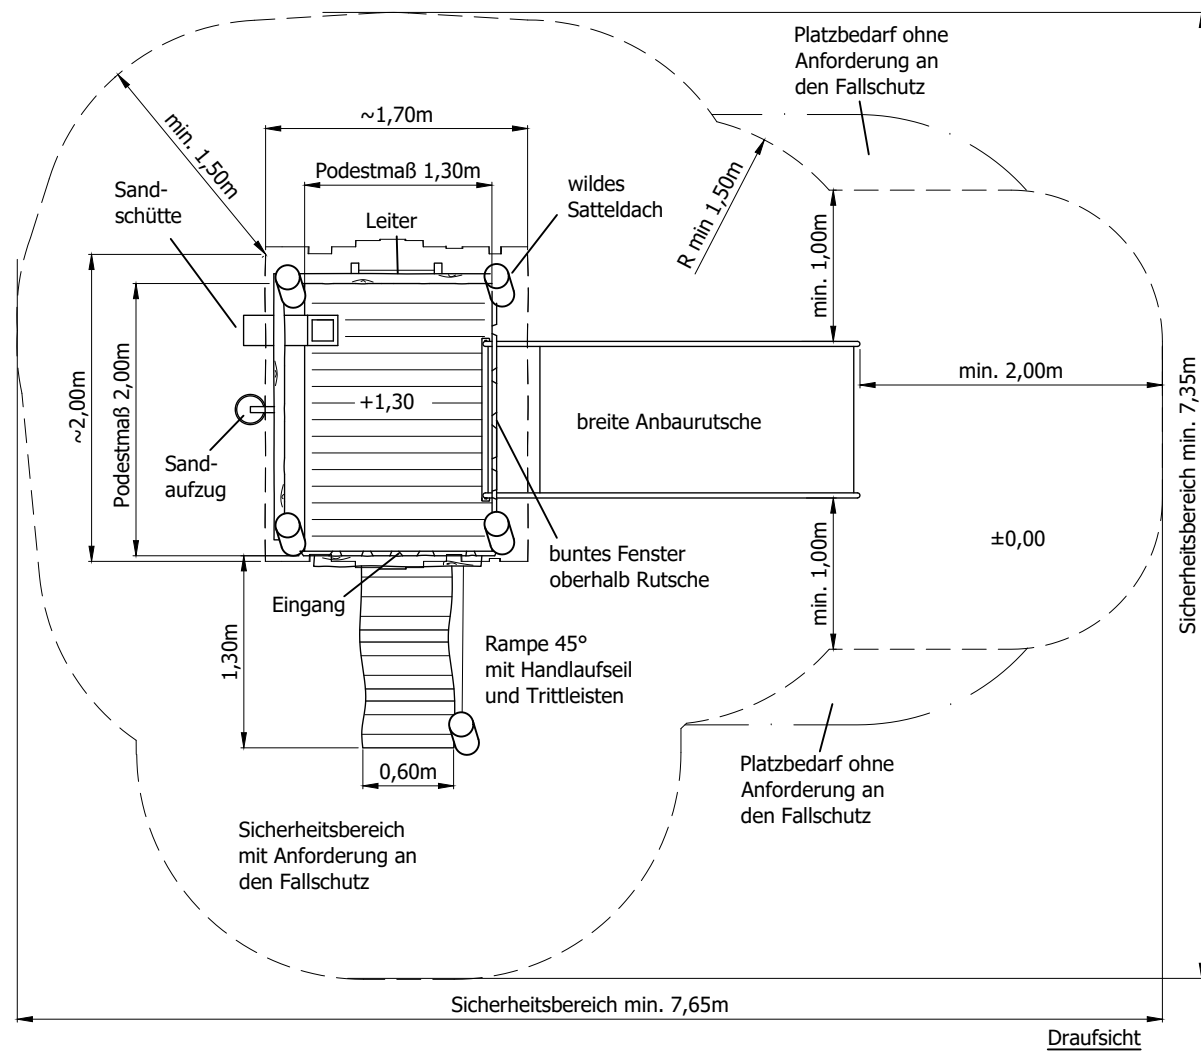 Platzbedarf ohne
Anforderung an
den Fallschutz
~1,70m
min. 1,50m
Podestmaß 1,30m
wildes
Satteldach
Sand-
schütte
Leiter
R min 1,50m
min. 1,00m
~2,00m
Podestmaß 2,00m
min. 2,00m
Sicherheitsbereich min. 7,35m
+1,30
breite Anbaurutsche
Sand-
aufzug
±0,00
buntes Fenster
oberhalb Rutsche
min. 1,00m
Eingang
1,30m
Rampe 45°
mit Handlaufseil
und Trittleisten
0,60m
Platzbedarf ohne
Anforderung an
den Fallschutz
Sicherheitsbereich
mit Anforderung an
den Fallschutz
Sicherheitsbereich min. 7,65m
Draufsicht